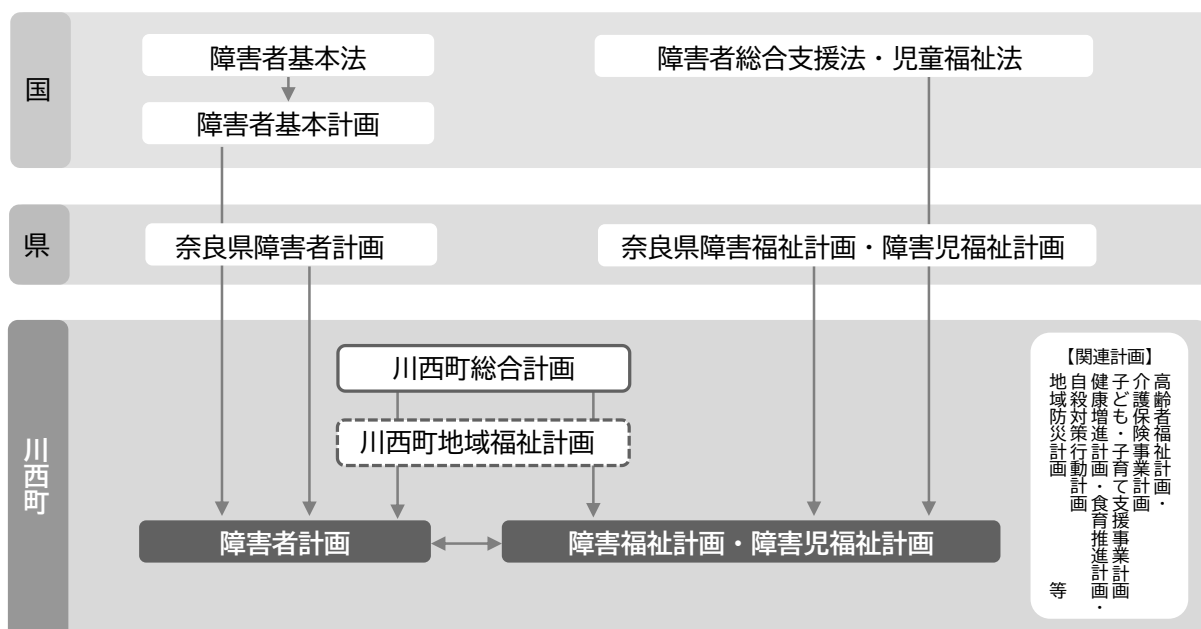 国
障害者基本法
障害者総合支援法・児童福祉法
障害者基本計画
県
奈良県障害者計画
奈良県障害福祉計画・障害児福祉計画
川西町
川西町総合計画
川西町地域福祉計画
障害者計画
障害福祉計画・障害児福祉計画
【関連計画】
高齢者福祉計画・
介護保険事業計画
子ども・子育て支援事業計画
健康増進計画・食育推進計画・
自殺対策行動計画
地域防災計画 等